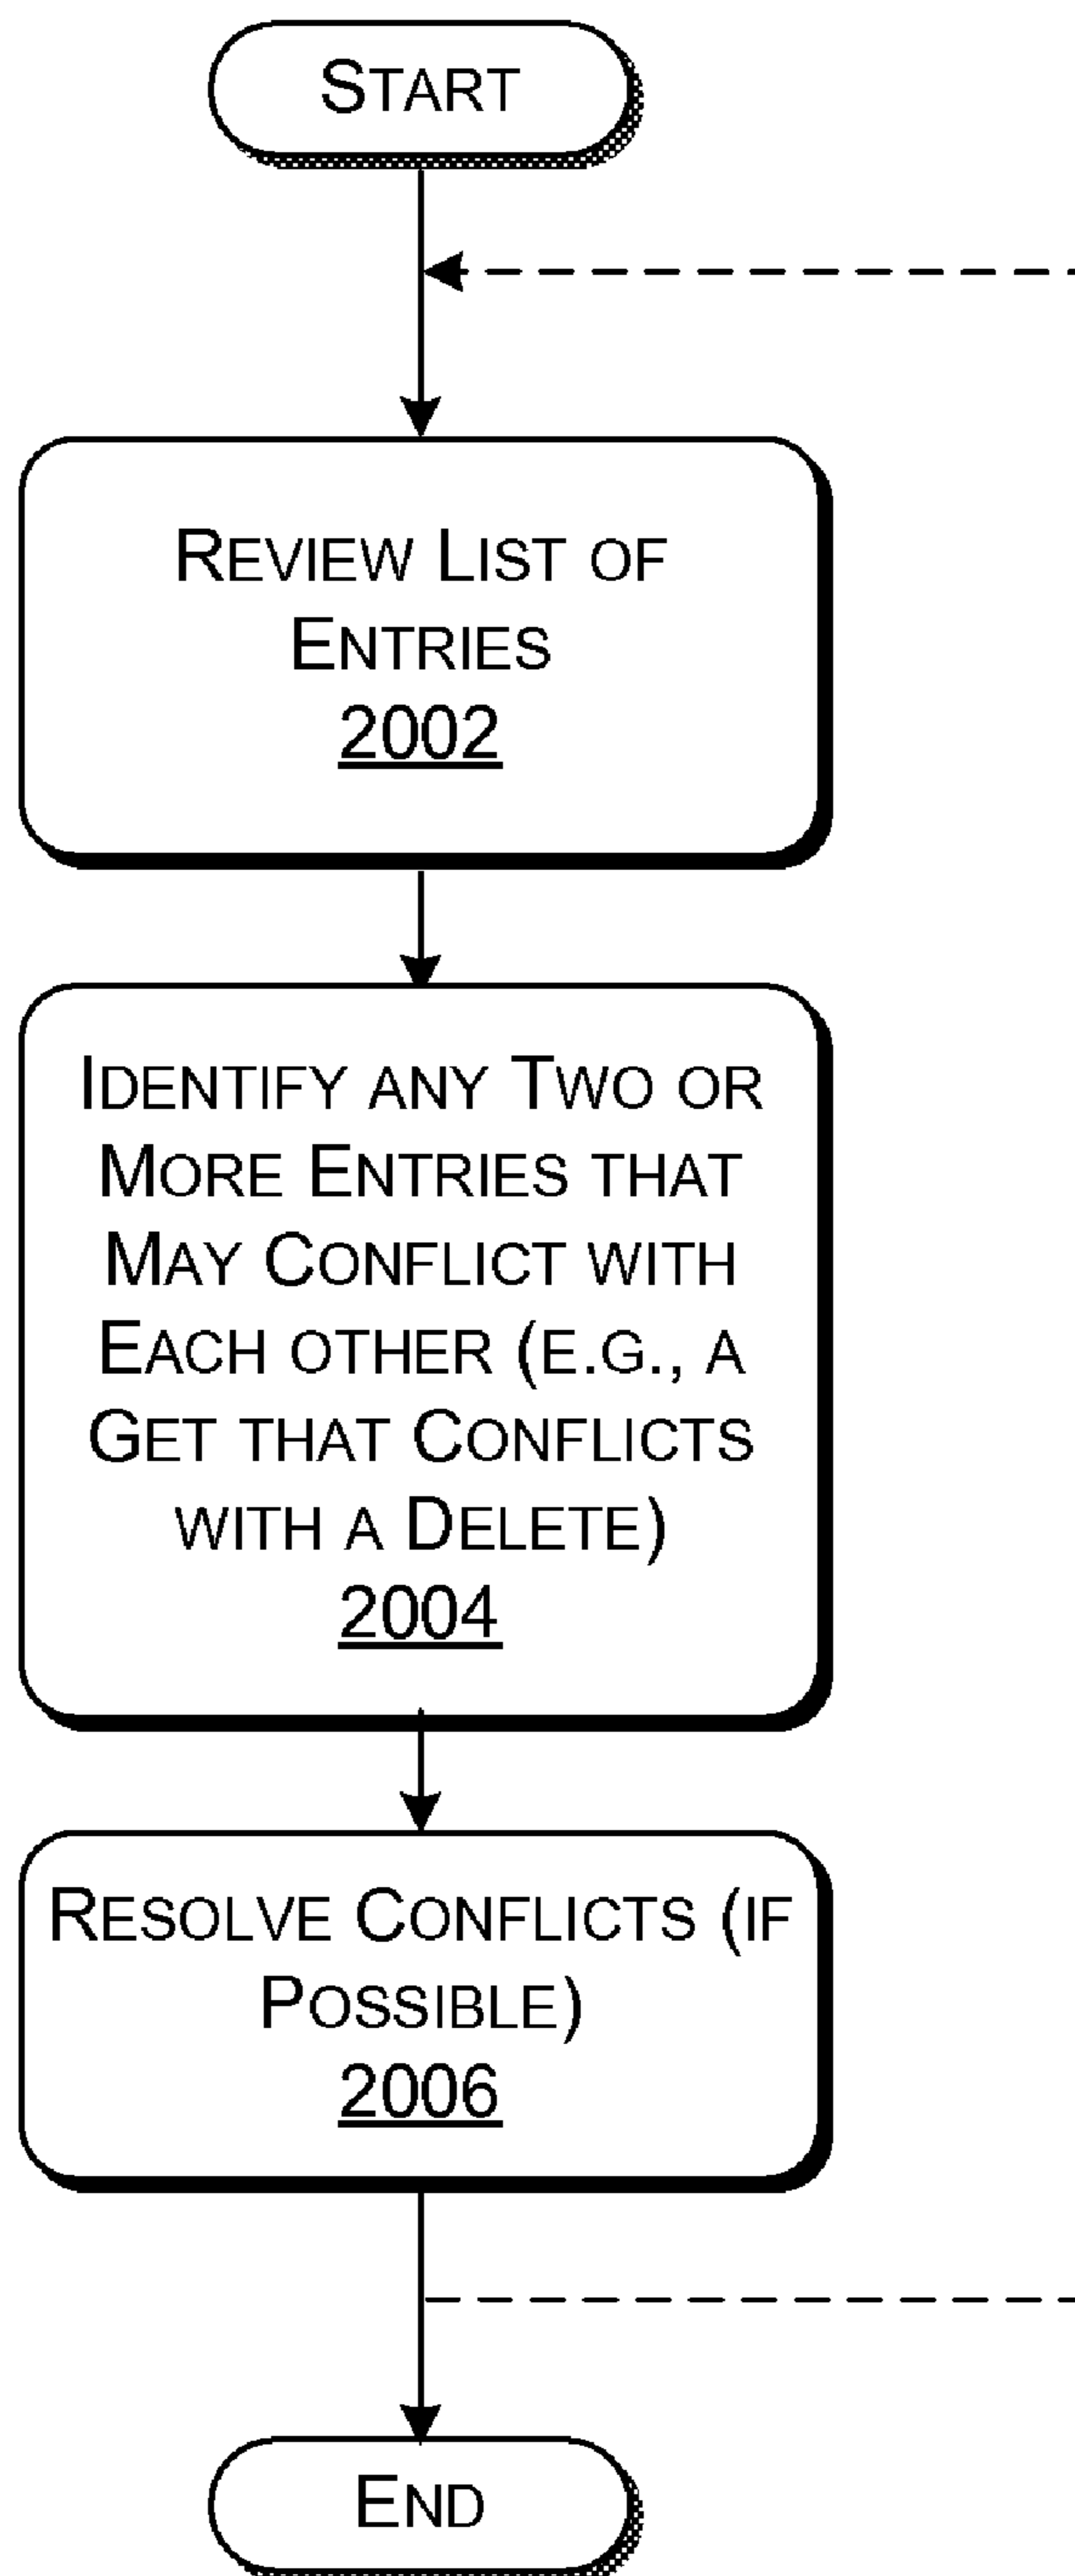 START
REVIEW LIST OF
ENTRIES
2002
IDENTIFY ANY TWO OR
MORE ENTRIES THAT
MAY CONFLICT WITH
EACH OTHER (E.G., A
GET THAT CONFLICTS
WITH A DELETE)
2004
RESOLVE CONFLICTS (IF
POSSIBLE)
2006
END